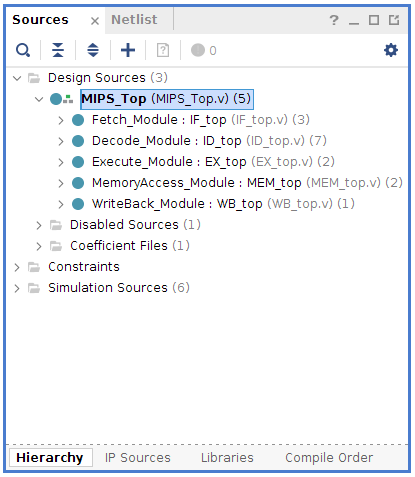 Sources × Netlist ? _ □
0
Design Sources (3)
MIPS_Top (MIPS_Top.v) (5)
Fetch_Module : IF_top (IF_top.v) (3)
Decode_Module : ID_top (ID_top.v) (7)
Execute_Module : EX_top (EX_top.v) (2)
MemoryAccess_Module : MEM_top (MEM_top.v) (2)
WriteBack_Module : WB_top (WB_top.v) (1)
Disabled Sources (1)
Coefficient Files (1)
Constraints
Simulation Sources (6)
Hierarchy IP Sources Libraries Compile Order